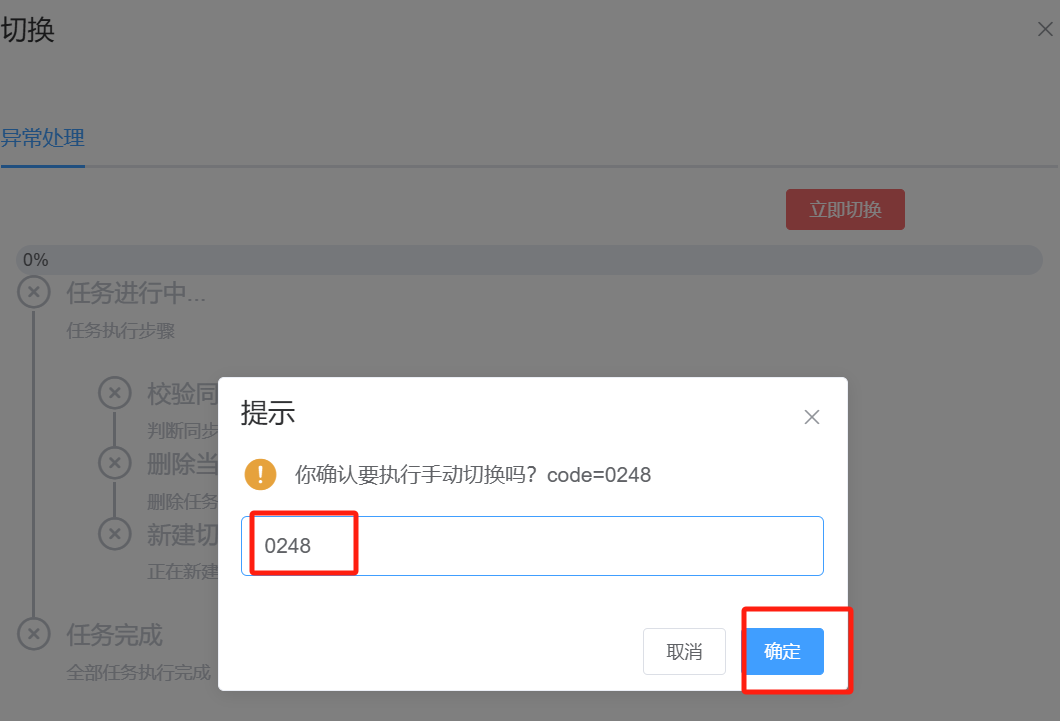 切换
异常处理
立即切换
0%
任务进行中...
任务执行步骤
校验同
判断同步
删除当
删除任务
新建切
正在新建
任务完成
全部任务执行完成
提示
你确认要执行手动切换吗？code=0248
0248
取消
确定